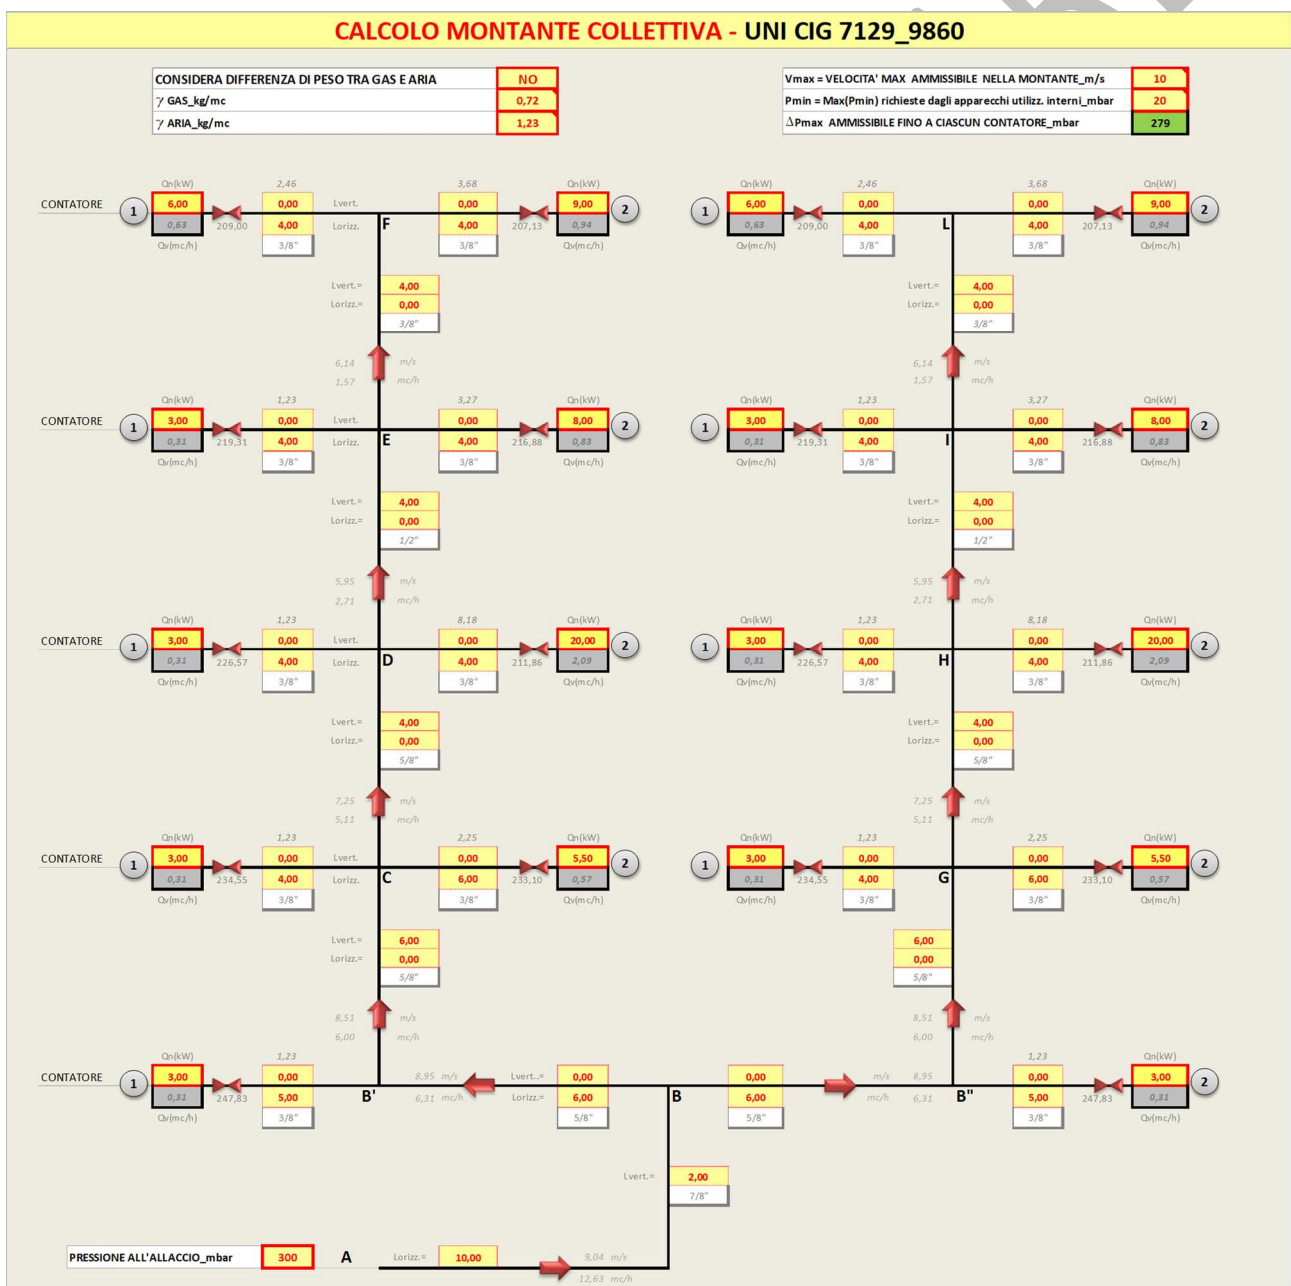 CALCOLO MONTANTE COLLETTIVA - UNI CIG 7129_9860
CONSIDERA DIFFERENZA DI PESO TRA GAS E ARIA NO
γ GAS_kg/mc 0,72
γ ARIA_kg/mc 1,23
Vmax = VELOCITA' MAX AMMISSIBILE NELLA MONTANTE_m/s 10
Pmin = Max(Pmin) richieste dagli apparecchi utilizz. interni_mbar 20
ΔPmax AMMISSIBILE FINO A CIASCUN CONTATORE_mbar 279
Qn(kW) 2,46 3,68 Qn(kW) Qn(kW) 2,46 3,68 Qn(kW)
CONTATORE 1 6,00 0,00 Lvert. 0,00 9,00 2 1 6,00 0,00 0,00 9,00 2
0,63 209,00 4,00 Lorizz. F 4,00 207,13 0,94 0,63 209,00 4,00 L 4,00 207,13 0,94
Qv(mc/h) 3/8" 3/8" Qv(mc/h) Qv(mc/h) 3/8" 3/8" Qv(mc/h)
Lvert.= 4,00 Lvert.= 4,00
Lorizz.= 0,00 Lorizz.= 0,00
3/8" 3/8"
6,14 m/s 6,14 m/s
1,57 mc/h 1,57 mc/h
Qn(kW) 1,23 3,27 Qn(kW) Qn(kW) 1,23 3,27 Qn(kW)
CONTATORE 1 3,00 0,00 Lvert. 0,00 8,00 2 1 3,00 0,00 0,00 8,00 2
0,31 219,31 4,00 Lorizz. E 4,00 216,88 0,83 0,31 219,31 4,00 I 4,00 216,88 0,83
Qv(mc/h) 3/8" 3/8" Qv(mc/h) Qv(mc/h) 3/8" 3/8" Qv(mc/h)
Lvert.= 4,00 Lvert.= 4,00
Lorizz.= 0,00 Lorizz.= 0,00
1/2" 1/2"
5,95 m/s 5,95 m/s
2,71 mc/h 2,71 mc/h
Qn(kW) 1,23 8,18 Qn(kW) Qn(kW) 1,23 8,18 Qn(kW)
CONTATORE 1 3,00 0,00 Lvert. 0,00 20,00 2 1 3,00 0,00 0,00 20,00 2
0,31 226,57 4,00 Lorizz. D 4,00 211,86 2,09 0,31 226,57 4,00 H 4,00 211,86 2,09
Qv(mc/h) 3/8" 3/8" Qv(mc/h) Qv(mc/h) 3/8" 3/8" Qv(mc/h)
Lvert.= 4,00 Lvert.= 4,00
Lorizz.= 0,00 Lorizz.= 0,00
5/8" 5/8"
7,25 m/s 7,25 m/s
5,11 mc/h 5,11 mc/h
Qn(kW) 1,23 2,25 Qn(kW) Qn(kW) 1,23 2,25 Qn(kW)
CONTATORE 1 3,00 0,00 Lvert. 0,00 5,50 2 1 3,00 0,00 0,00 5,50 2
0,31 234,55 4,00 Lorizz. C 6,00 233,10 0,57 0,31 234,55 4,00 G 6,00 233,10 0,57
Qv(mc/h) 3/8" 3/8" Qv(mc/h) Qv(mc/h) 3/8" 3/8" Qv(mc/h)
Lvert.= 6,00 6,00
Lorizz.= 0,00 0,00
5/8" 5/8"
8,51 m/s 8,51 m/s
6,00 mc/h 6,00 mc/h
Qn(kW) 1,23 1,23 Qn(kW)
CONTATORE 1 3,00 0,00 8,95 m/s Lvert..= 0,00 0,00 m/s 8,95 0,00 3,00 2
0,31 247,83 5,00 B' 6,31 mc/h Lorizz.= 6,00 B 6,00 mc/h 6,31 B" 5,00 247,83 0,31
Qv(mc/h) 3/8" 5/8" 5/8" 3/8" Qv(mc/h)
Lvert.= 2,00
7/8"
PRESSIONE ALL'ALLACCIO_mbar 300 A Lorizz.= 10,00 9,04 m/s
12,63 mc/h